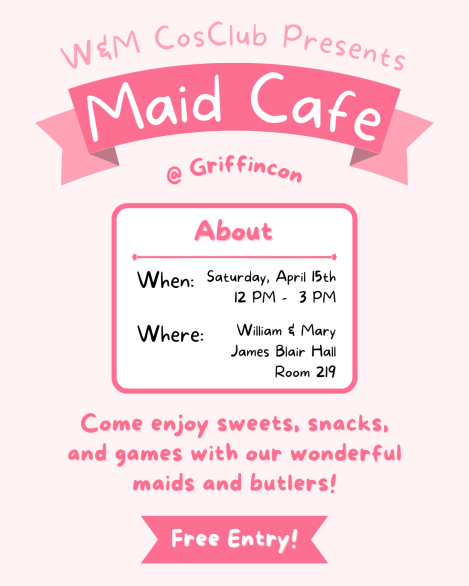 W&M CosClub Presents
Maid Cafe
@ Griffincon
About
When: Saturday, April 15th
12 PM - 3 PM
Where: William & Mary
James Blair Hall
Room 219
Come enjoy sweets, snacks,
and games with our wonderful
maids and butlers!
Free Entry!